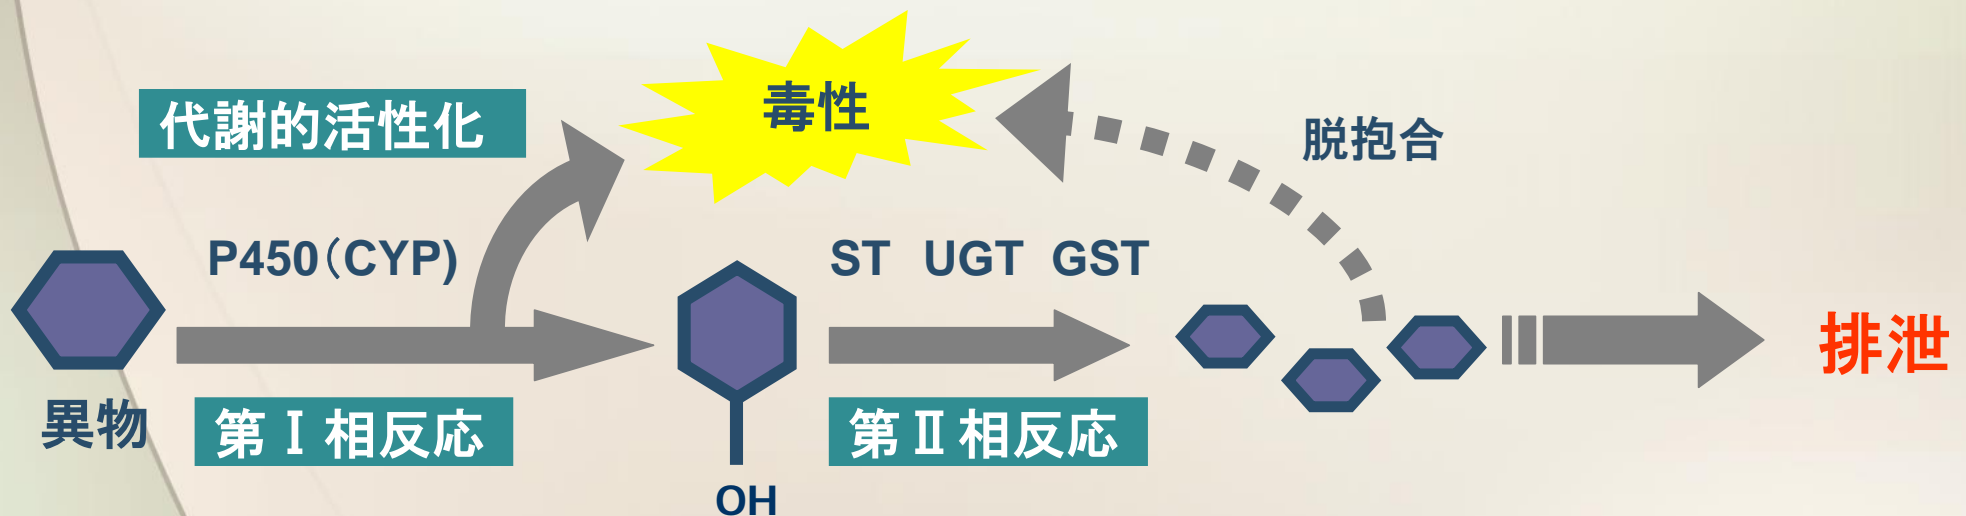 毒性
代謝的活性化
脱抱合
P450（CYP)
ST UGT GST
排泄
異物
第Ⅰ相反応
第Ⅱ相反応
OH